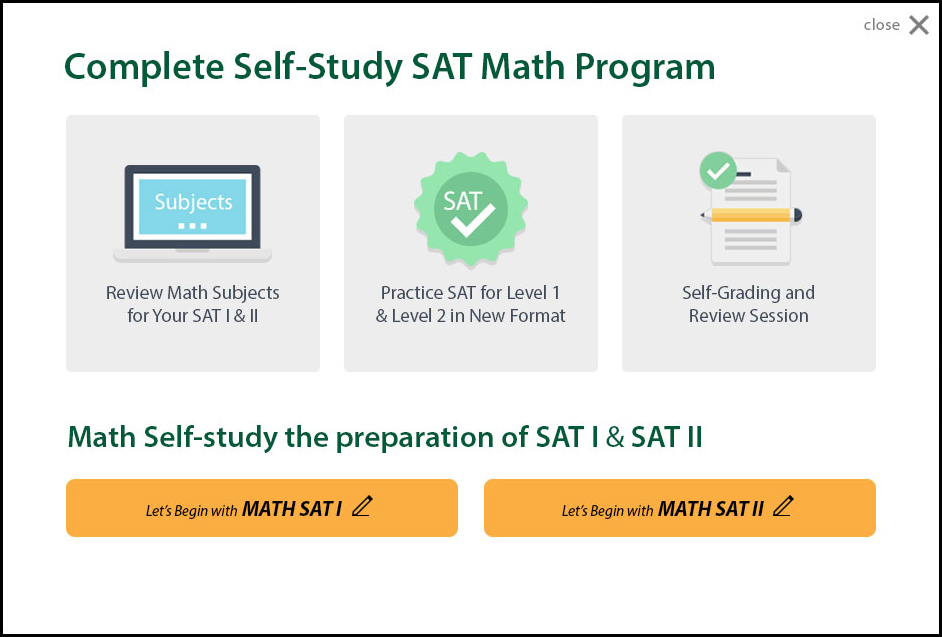 close
Complete Self-Study SAT Math Program
Subjects
SAT
Review Math Subjects
for Your SAT I & II
Practice SAT for Level 1
& Level 2 in New Format
Self-Grading and
Review Session
Math Self-study the preparation of SAT I & SAT II
Let's Begin with MATH SAT I
Let's Begin with MATH SAT II